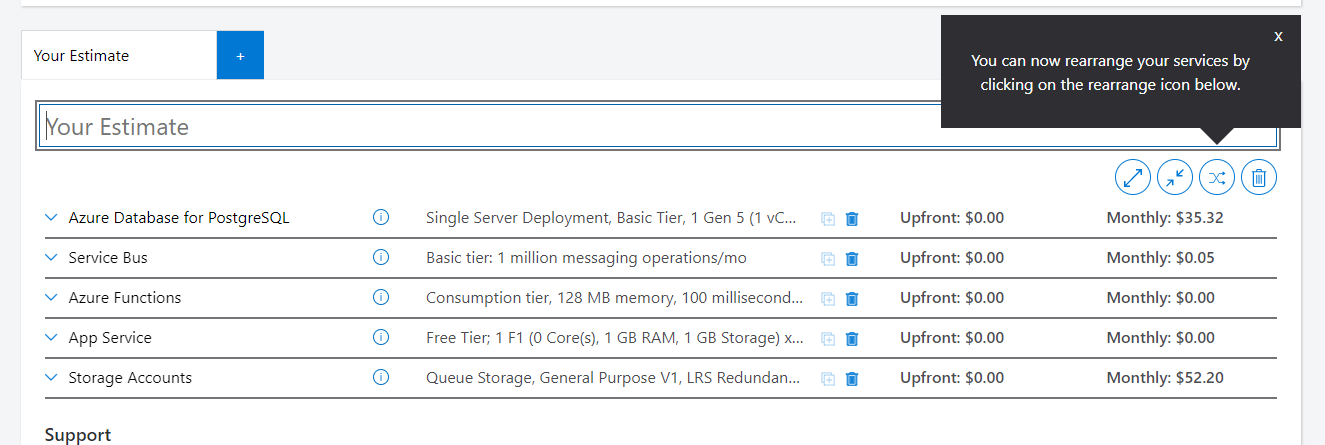 Your Estimate
+
x
You can now rearrange your services by
clicking on the rearrange icon below.
Your Estimate
Azure Database for PostgreSQL i Single Server Deployment, Basic Tier, 1 Gen 5 (1 vC... Upfront: $0.00 Monthly: $35.32
Service Bus i Basic tier: 1 million messaging operations/mo Upfront: $0.00 Monthly: $0.05
Azure Functions i Consumption tier, 128 MB memory, 100 millisecond... Upfront: $0.00 Monthly: $0.00
App Service i Free Tier; 1 F1 (0 Core(s), 1 GB RAM, 1 GB Storage) x... Upfront: $0.00 Monthly: $0.00
Storage Accounts i Queue Storage, General Purpose V1, LRS Redundan... Upfront: $0.00 Monthly: $52.20
Support